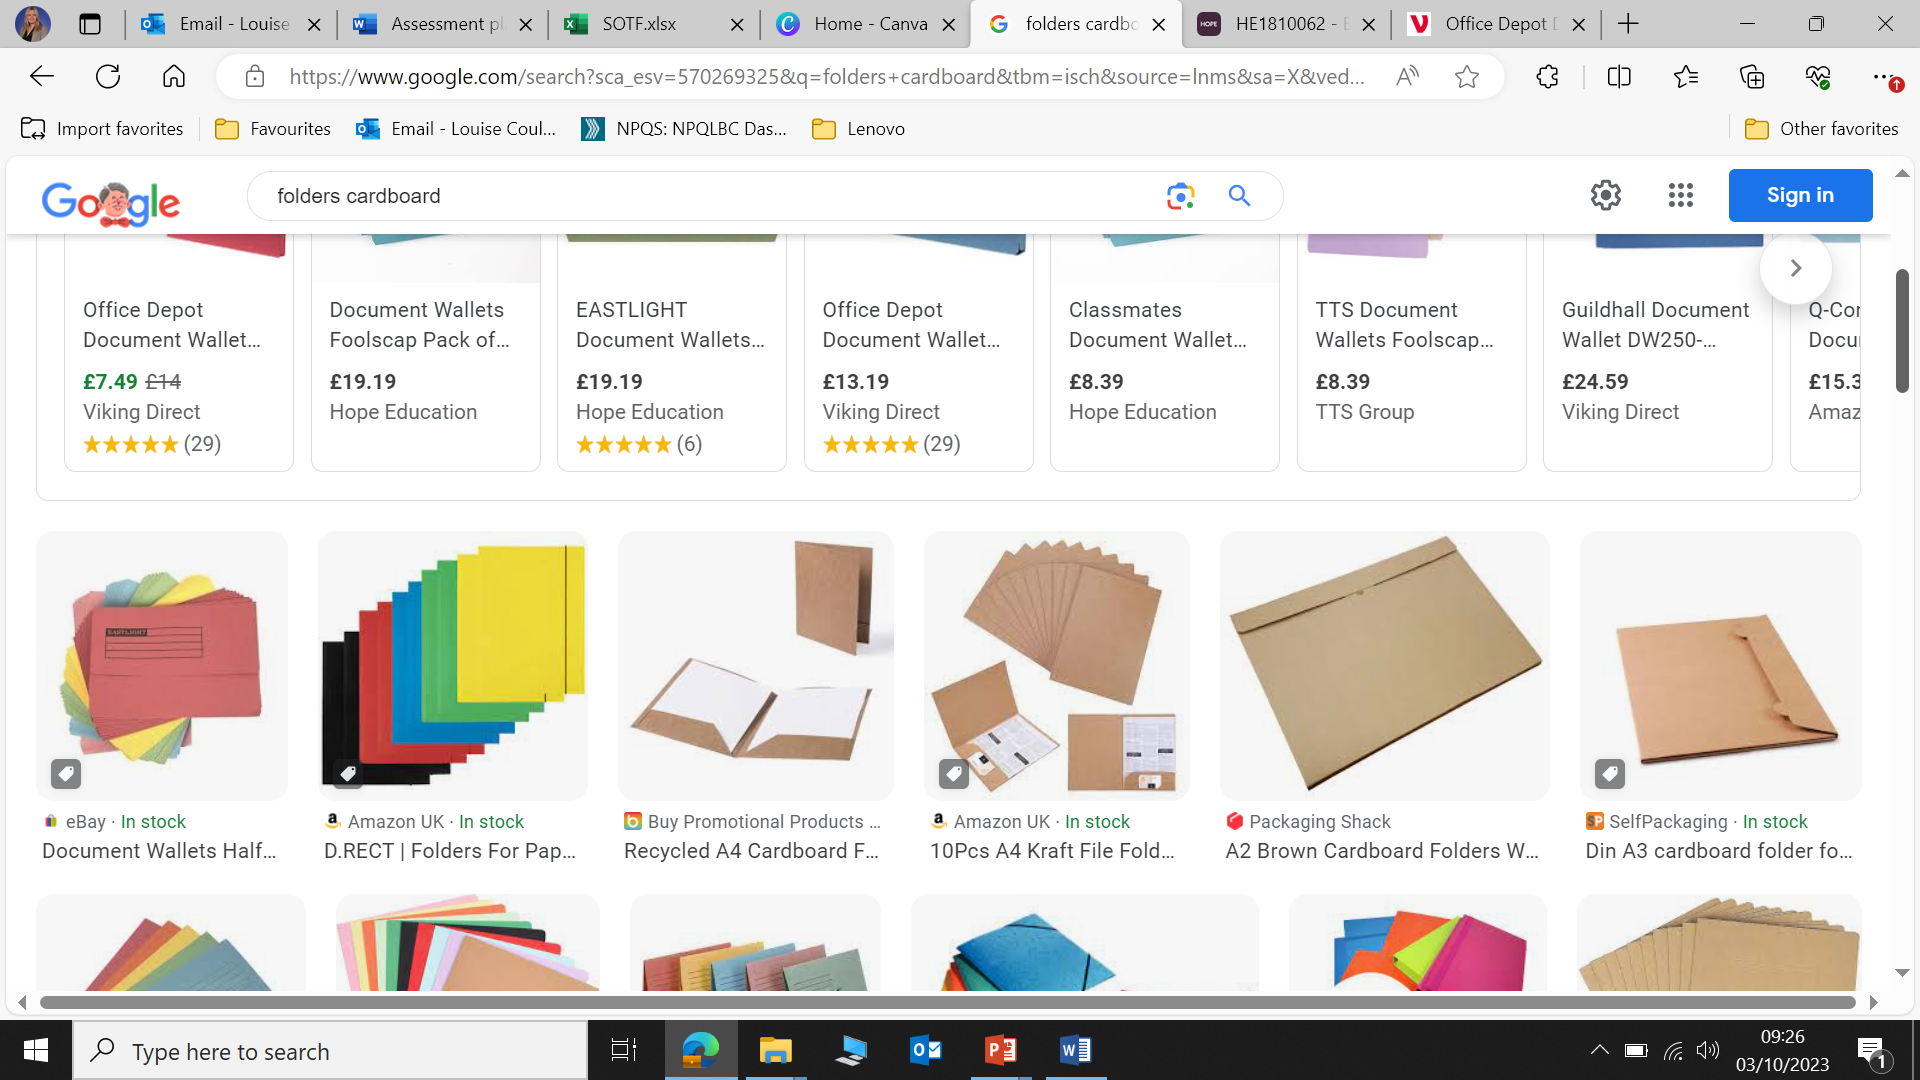 Email - Louise
Assessment pl
SOTF.xlsx
Home - Canva
folders cardbo
HE1810062 - E
Office Depot D
https://www.google.com/search?sca_esv=570269325&q=folders+cardboard&tbm=isch&source=lnms&sa=X&ved...
Import favorites
Favourites
Email - Louise Coul...
NPQS: NPQLBC Das...
Lenovo
Other favorites
Google
folders cardboard
Sign in
Office Depot
Document Wallet...
£7.49 £14
Viking Direct
(29)
Document Wallets
Foolscap Pack of...
£19.19
Hope Education
EASTLIGHT
Document Wallets...
£19.19
Hope Education
(6)
Office Depot
Document Wallet...
£13.19
Viking Direct
(29)
Classmates
Document Wallet...
£8.39
Hope Education
TTS Document
Wallets Foolscap...
£8.39
TTS Group
Guildhall Document
Wallet DW250-...
£24.59
Viking Direct
Q-Cor
Docu
£15.3
Amaz
EASTLIGHT
eBay · In stock
Document Wallets Half...
Amazon UK · In stock
D.RECT | Folders For Pap...
Buy Promotional Products ...
Recycled A4 Cardboard F...
Amazon UK · In stock
10Pcs A4 Kraft File Fold...
Packaging Shack
A2 Brown Cardboard Folders W...
SelfPackaging · In stock
Din A3 cardboard folder fo...
Type here to search
09:26
03/10/2023
1